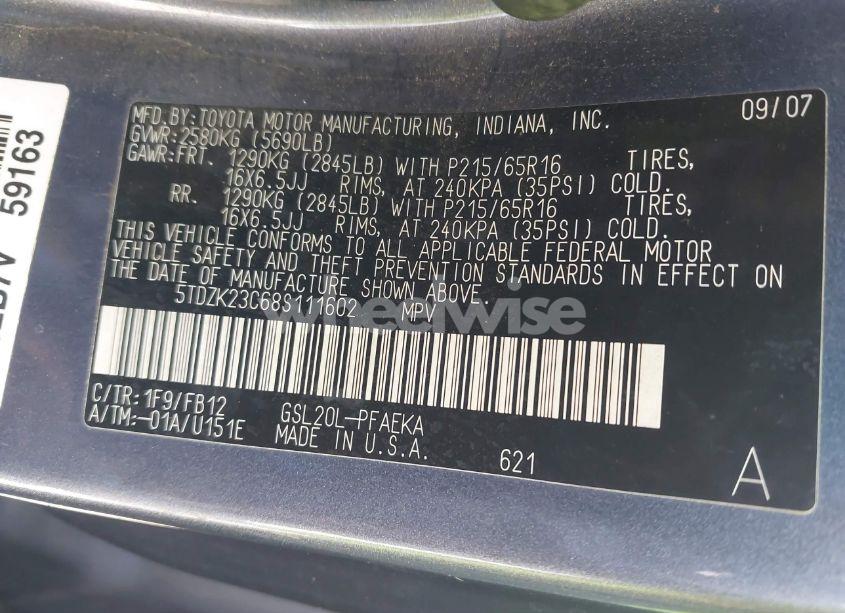 MFD. BY: TOYOTA MOTOR MANUFACTURING, INDIANA, INC. 09/07
GVWR: 2580KG (5690LB)
GAWR: FRT. 1290KG (2845LB) WITH P215/65R16 TIRES,
16X6.5JJ RIMS, AT 240KPA (35PSI) COLD.
RR. 1290KG (2845LB) WITH P215/65R16 TIRES,
16X6.5JJ RIMS, AT 240KPA (35PSI) COLD.
THIS VEHICLE CONFORMS TO ALL APPLICABLE FEDERAL MOTOR
VEHICLE SAFETY AND THEFT PREVENTION STANDARDS IN EFFECT ON
THE DATE OF MANUFACTURE SHOWN ABOVE.
5TDZK23C68S111602 MPV
C/TR: 1F9/FB12 GSL20L-PFAEKA
A/TM: -01A/U151E MADE IN U.S.A.
621
A
59163
wheelwise